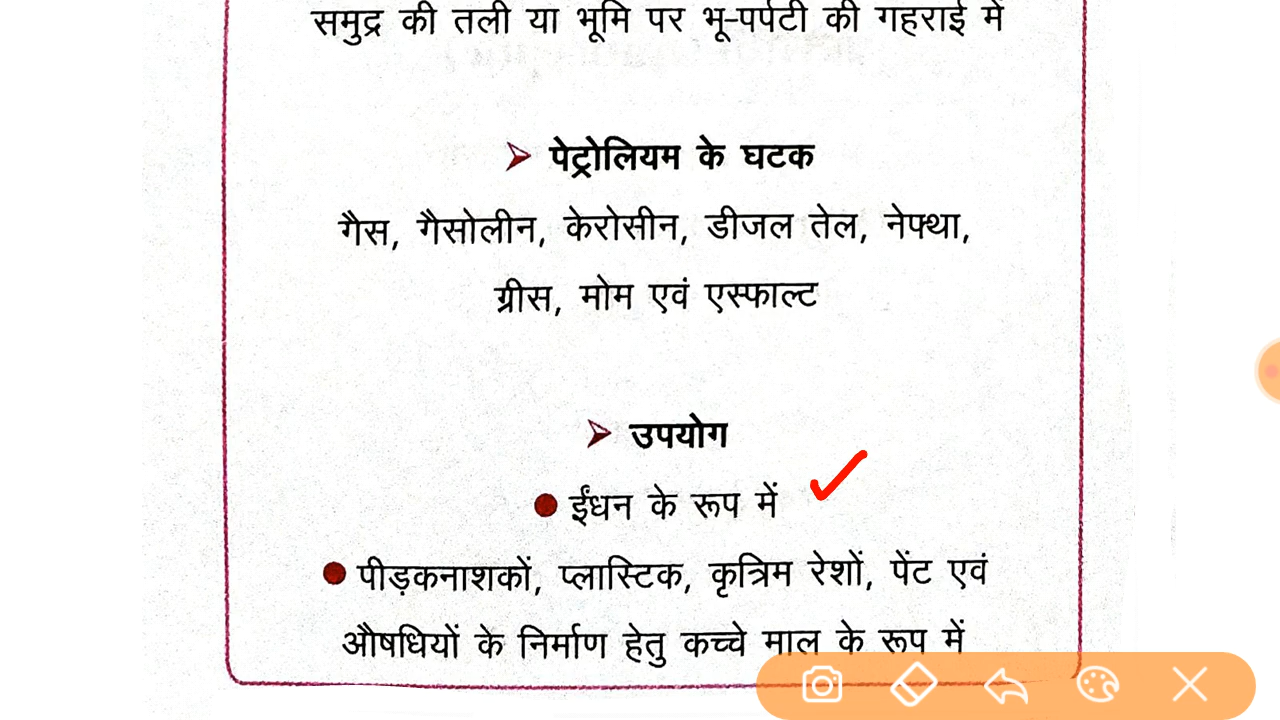 समुद्र की तली या भूमि पर भू-पर्पटी की गहराई में
पेट्रोलियम के घटक
गैस, गैसोलीन, केरोसीन, डीजल तेल, नेफ्था,
ग्रीस, मोम एवं एस्फाल्ट
उपयोग
ईंधन के रूप में
पीड़कनाशकों, प्लास्टिक, कृत्रिम रेशों, पेंट एवं
औषधियों के निर्माण हेतु कच्चे माल के रूप में